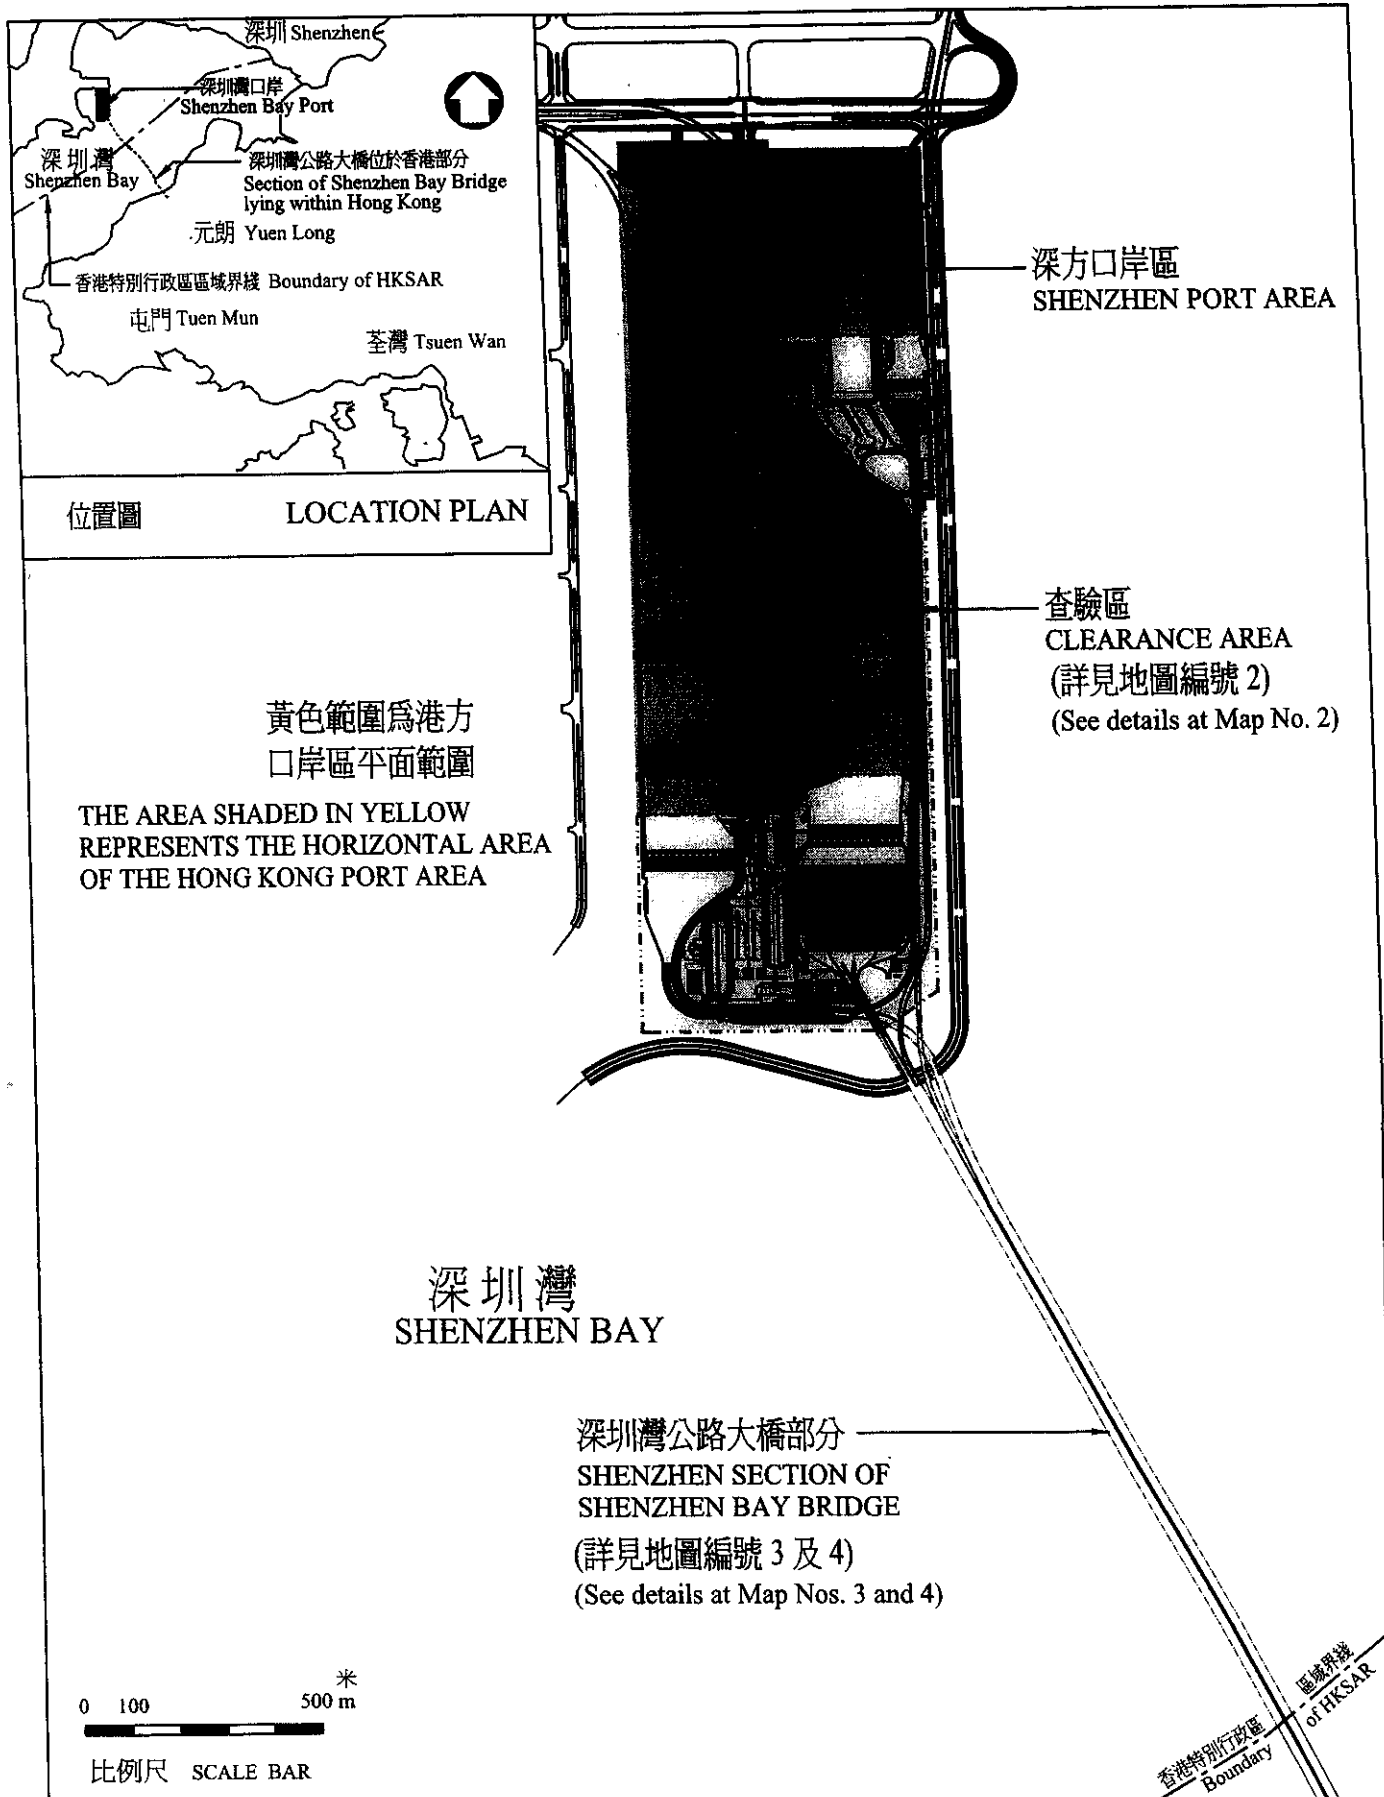 深圳 Shenzhen
深圳灣口岸
Shenzhen Bay Port
深圳灣
Shenzhen Bay
深圳灣公路大橋位於香港部分
Section of Shenzhen Bay Bridge
lying within Hong Kong
元朗 Yuen Long
香港特別行政區區域界綫 Boundary of HKSAR
屯門 Tuen Mun
荃灣 Tsuen Wan
位置圖 LOCATION PLAN
深方口岸區
SHENZHEN PORT AREA
查驗區
CLEARANCE AREA
(詳見地圖編號 2)
(See details at Map No. 2)
黃色範圍爲港方
口岸區平面範圍
THE AREA SHADED IN YELLOW
REPRESENTS THE HORIZONTAL AREA
OF THE HONG KONG PORT AREA
深圳灣
SHENZHEN BAY
深圳灣公路大橋部分
SHENZHEN SECTION OF
SHENZHEN BAY BRIDGE
(詳見地圖編號 3 及 4)
(See details at Map Nos. 3 and 4)
米
0 100 500 m
比例尺 SCALE BAR
香港特別行政區 區域界綫
Boundary of HKSAR